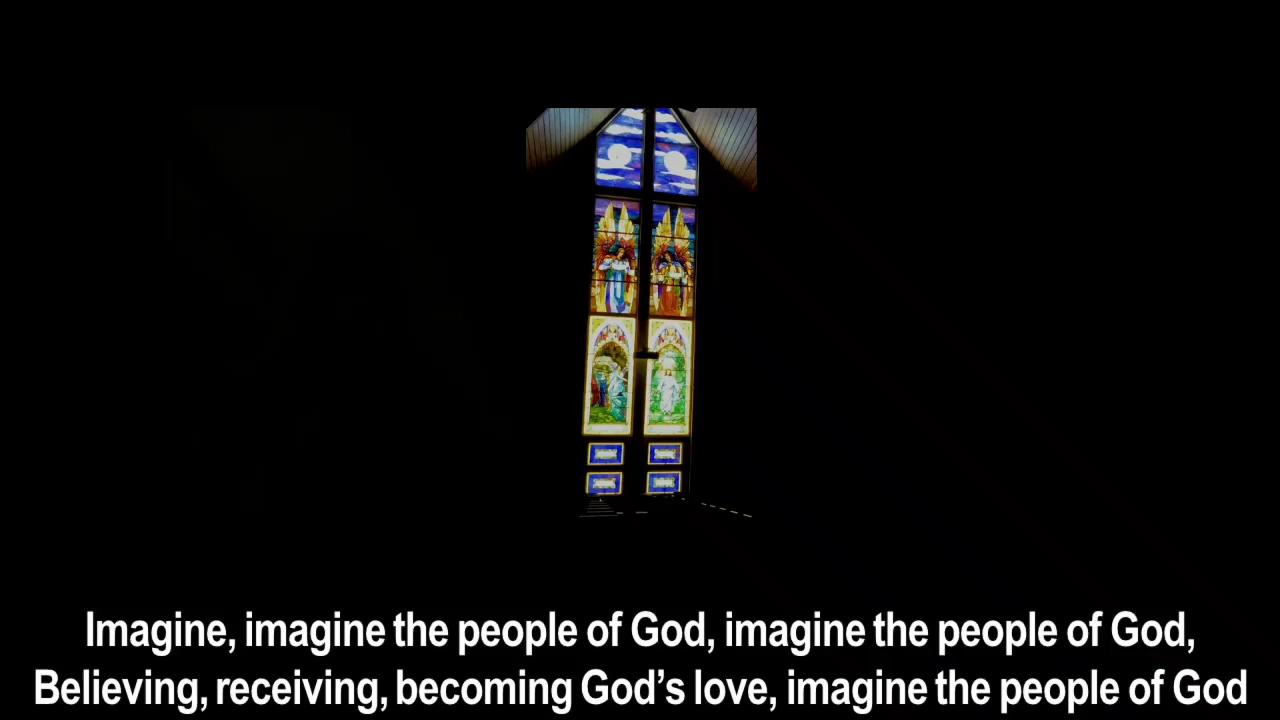 Imagine, imagine the people of God, imagine the people of God,
Believing, receiving, becoming God’s love, imagine the people of God